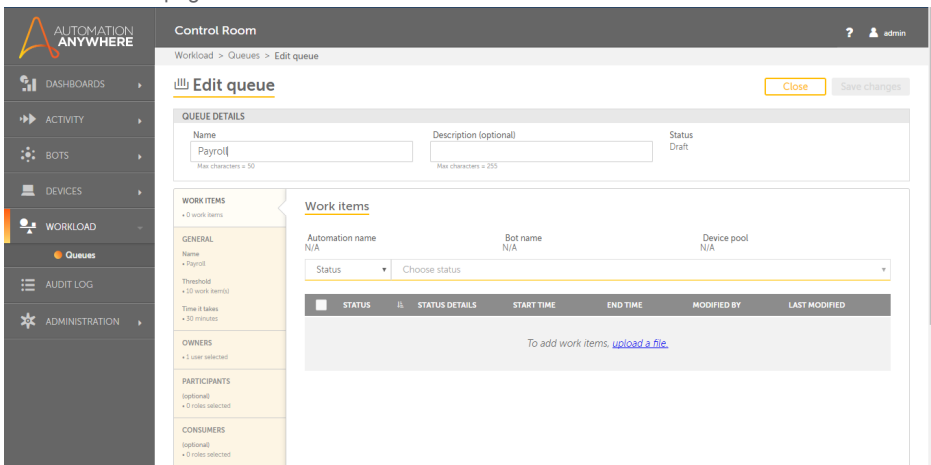 AUTOMATION
ANYWHERE
Control Room
? admin
Workload > Queues > Edit queue
DASHBOARDS
ACTIVITY
BOTS
DEVICES
WORKLOAD
Queues
AUDIT LOG
ADMINISTRATION
Edit queue
Close
Save changes
QUEUE DETAILS
Name
Payroll
Max characters = 50
Description (optional)
Max characters = 255
Status
Draft
WORK ITEMS
• 0 work items
GENERAL
Name
• Payroll
Threshold
• 10 work item(s)
Time it takes
• 30 minutes
OWNERS
• 1 user selected
PARTICIPANTS
(optional)
• 0 roles selected
CONSUMERS
(optional)
• 0 roles selected
Work items
Automation name
N/A
Bot name
N/A
Device pool
N/A
Status
Choose status
STATUS STATUS DETAILS START TIME END TIME MODIFIED BY LAST MODIFIED
To add work items, upload a file.